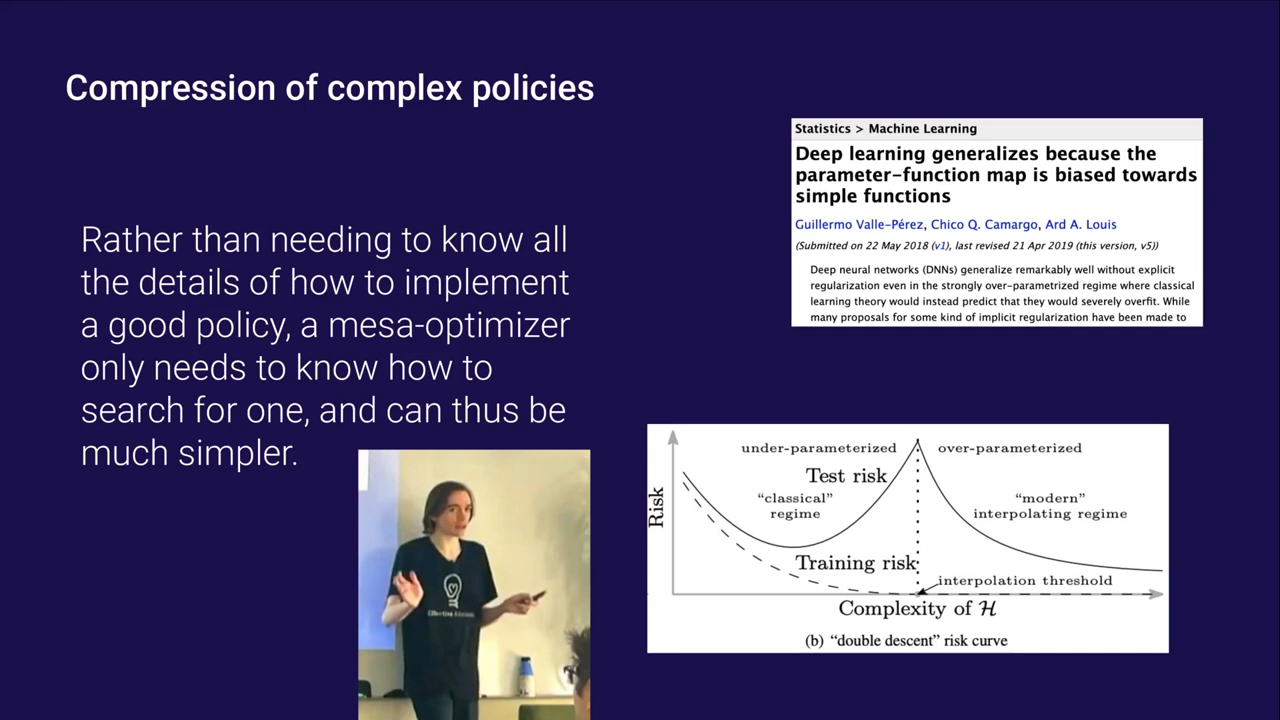 Compression of complex policies
Rather than needing to know all
the details of how to implement
a good policy, a mesa-optimizer
only needs to know how to
search for one, and can thus be
much simpler.
Statistics > Machine Learning
Deep learning generalizes because the
parameter-function map is biased towards
simple functions
Guillermo Valle-Pérez, Chico Q. Camargo, Ard A. Louis
(Submitted on 22 May 2018 (v1), last revised 21 Apr 2019 (this version, v5))
Deep neural networks (DNNs) generalize remarkably well without explicit
regularization even in the strongly over-parametrized regime where classical
learning theory would instead predict that they would severely overfit. While
many proposals for some kind of implicit regularization have been made to
under-parameterized
over-parameterized
Test risk
"classical"
regime
"modern"
interpolating regime
Risk
Training risk
interpolation threshold
Complexity of H
(b) "double descent" risk curve